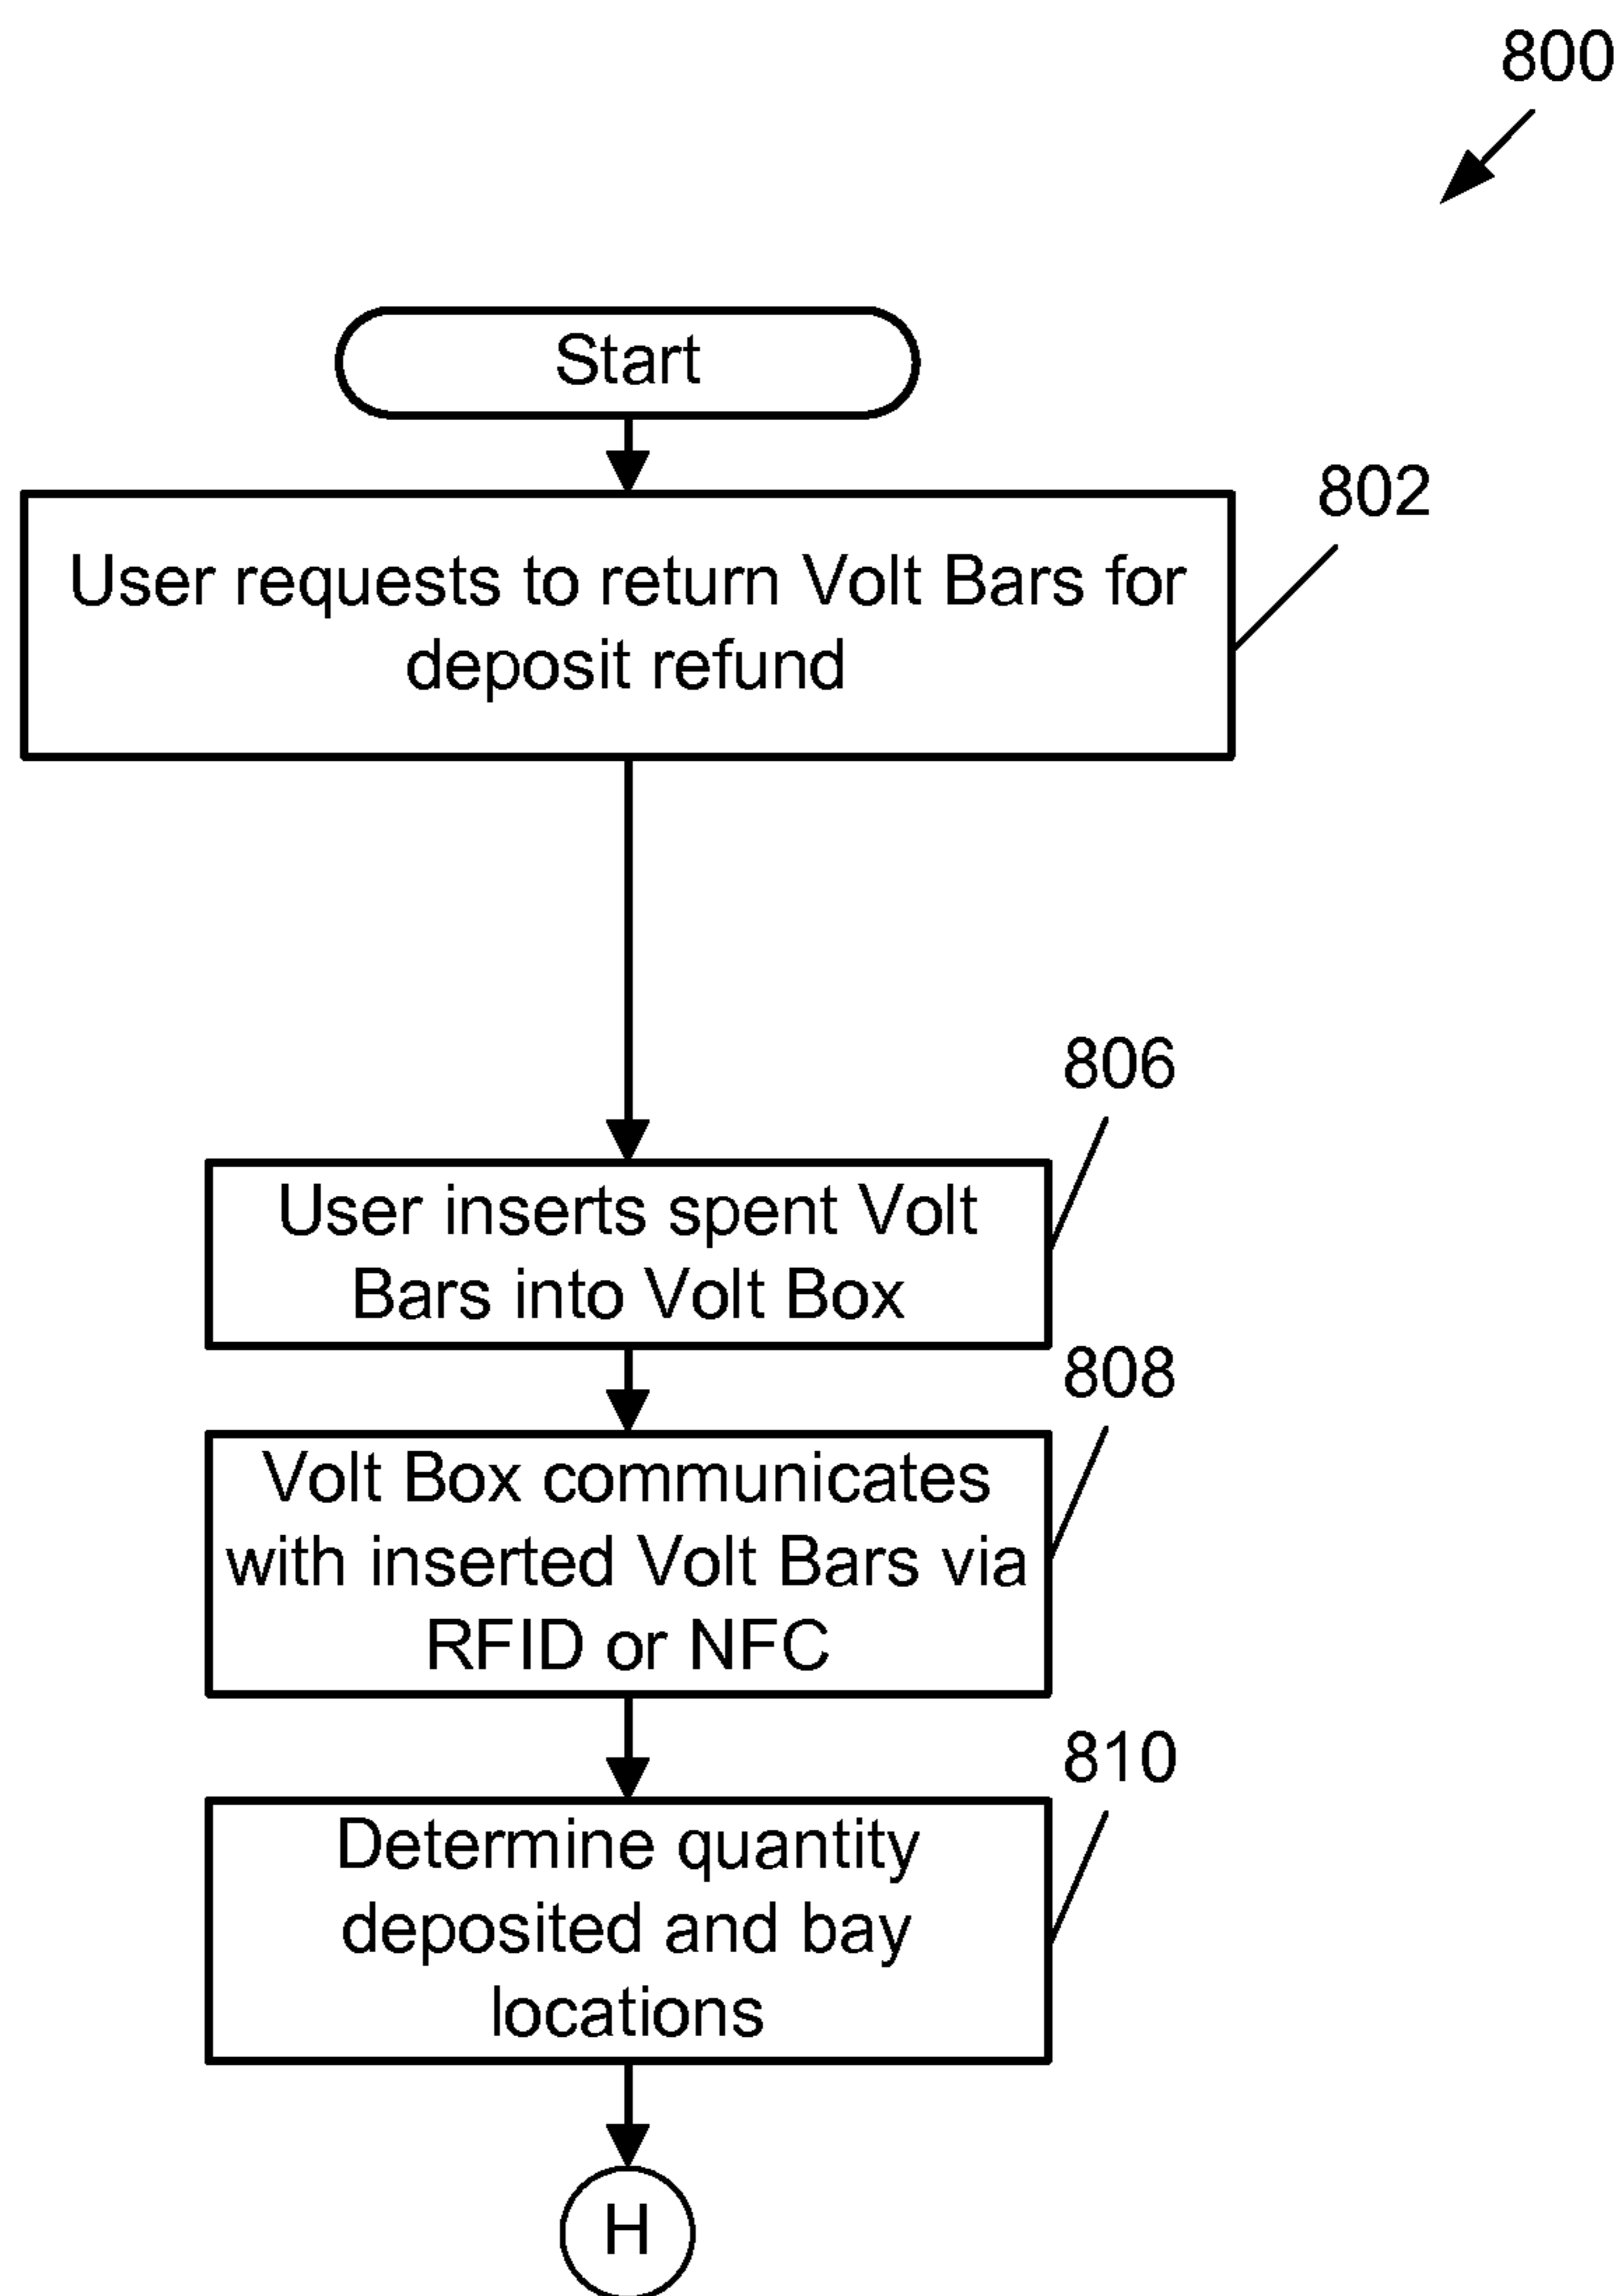 800
Start
802
User requests to return Volt Bars for
deposit refund
806
User inserts spent Volt
Bars into Volt Box
808
Volt Box communicates
with inserted Volt Bars via
RFID or NFC
810
Determine quantity
deposited and bay
locations
H